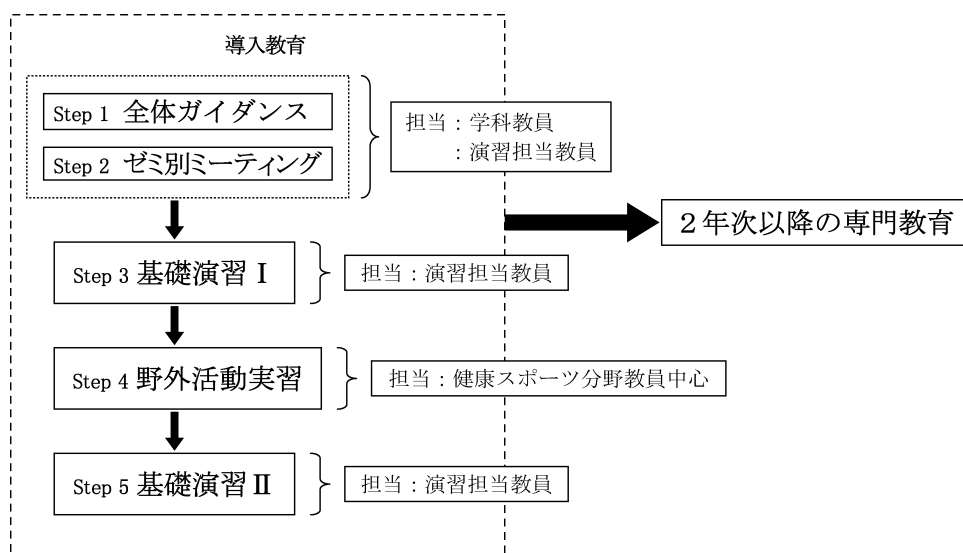 導入教育
Step 1 全体ガイダンス
Step 2 ゼミ別ミーティング
担当：学科教員
：演習担当教員
2年次以降の専門教育
Step 3 基礎演習Ⅰ
担当：演習担当教員
Step 4 野外活動実習
担当：健康スポーツ分野教員中心
Step 5 基礎演習Ⅱ
担当：演習担当教員